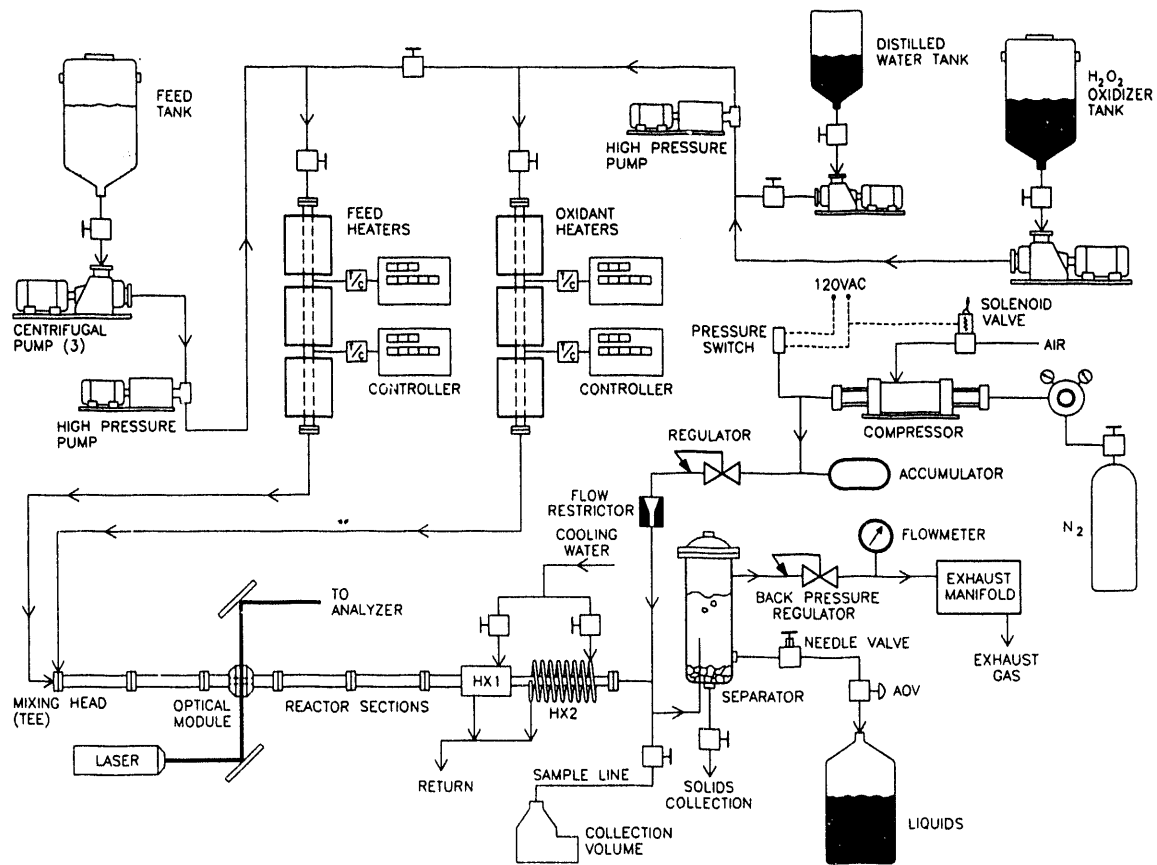 FEED
TANK
DISTILLED
WATER TANK
H2O2
OXIDIZER
TANK
HIGH PRESSURE
PUMP
FEED
HEATERS
OXIDANT
HEATERS
T/C
T/C
T/C
T/C
CONTROLLER
CONTROLLER
CENTRIFUGAL
PUMP (3)
HIGH PRESSURE
PUMP
120VAC
SOLENOID
VALVE
PRESSURE
SWITCH
AIR
COMPRESSOR
REGULATOR
ACCUMULATOR
N2
FLOW
RESTRICTOR
COOLING
WATER
FLOWMETER
EXHAUST
MANIFOLD
BACK PRESSURE
REGULATOR
NEEDLE VALVE
EXHAUST
GAS
TO
ANALYZER
MIXING HEAD
(TEE)
OPTICAL
MODULE
REACTOR SECTIONS
HX1
HX2
SEPARATOR
AOV
LASER
RETURN
SAMPLE LINE
SOLIDS
COLLECTION
COLLECTION
VOLUME
LIQUIDS